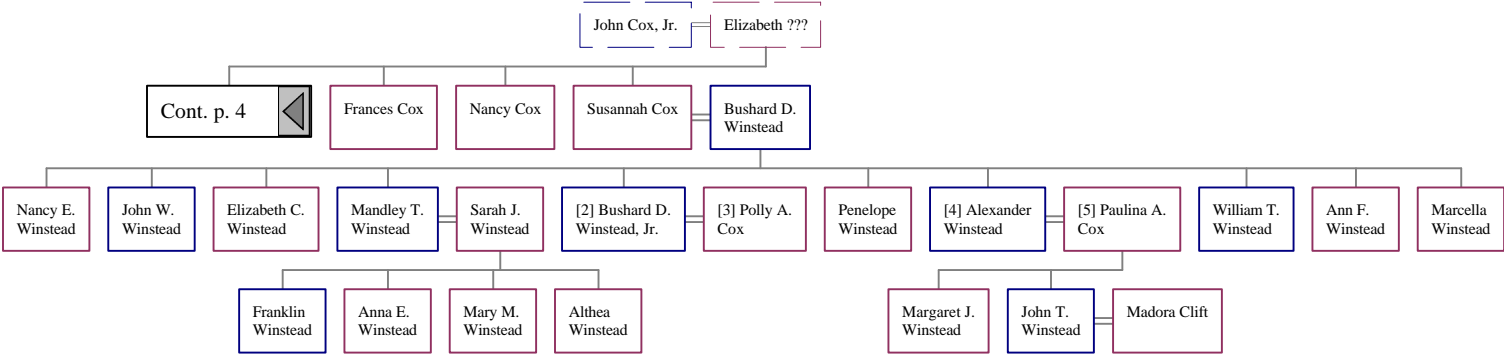 John Cox, Jr.
Elizabeth ???
Cont. p. 4
Frances Cox
Nancy Cox
Susannah Cox
Bushard D.
Winstead
Nancy E.
Winstead
John W.
Winstead
Elizabeth C.
Winstead
Mandley T.
Winstead
Sarah J.
Winstead
[2] Bushard D.
Winstead, Jr.
[3] Polly A.
Cox
Penelope
Winstead
[4] Alexander
Winstead
[5] Paulina A.
Cox
William T.
Winstead
Ann F.
Winstead
Marcella
Winstead
Franklin
Winstead
Anna E.
Winstead
Mary M.
Winstead
Althea
Winstead
Margaret J.
Winstead
John T.
Winstead
Madora Clift